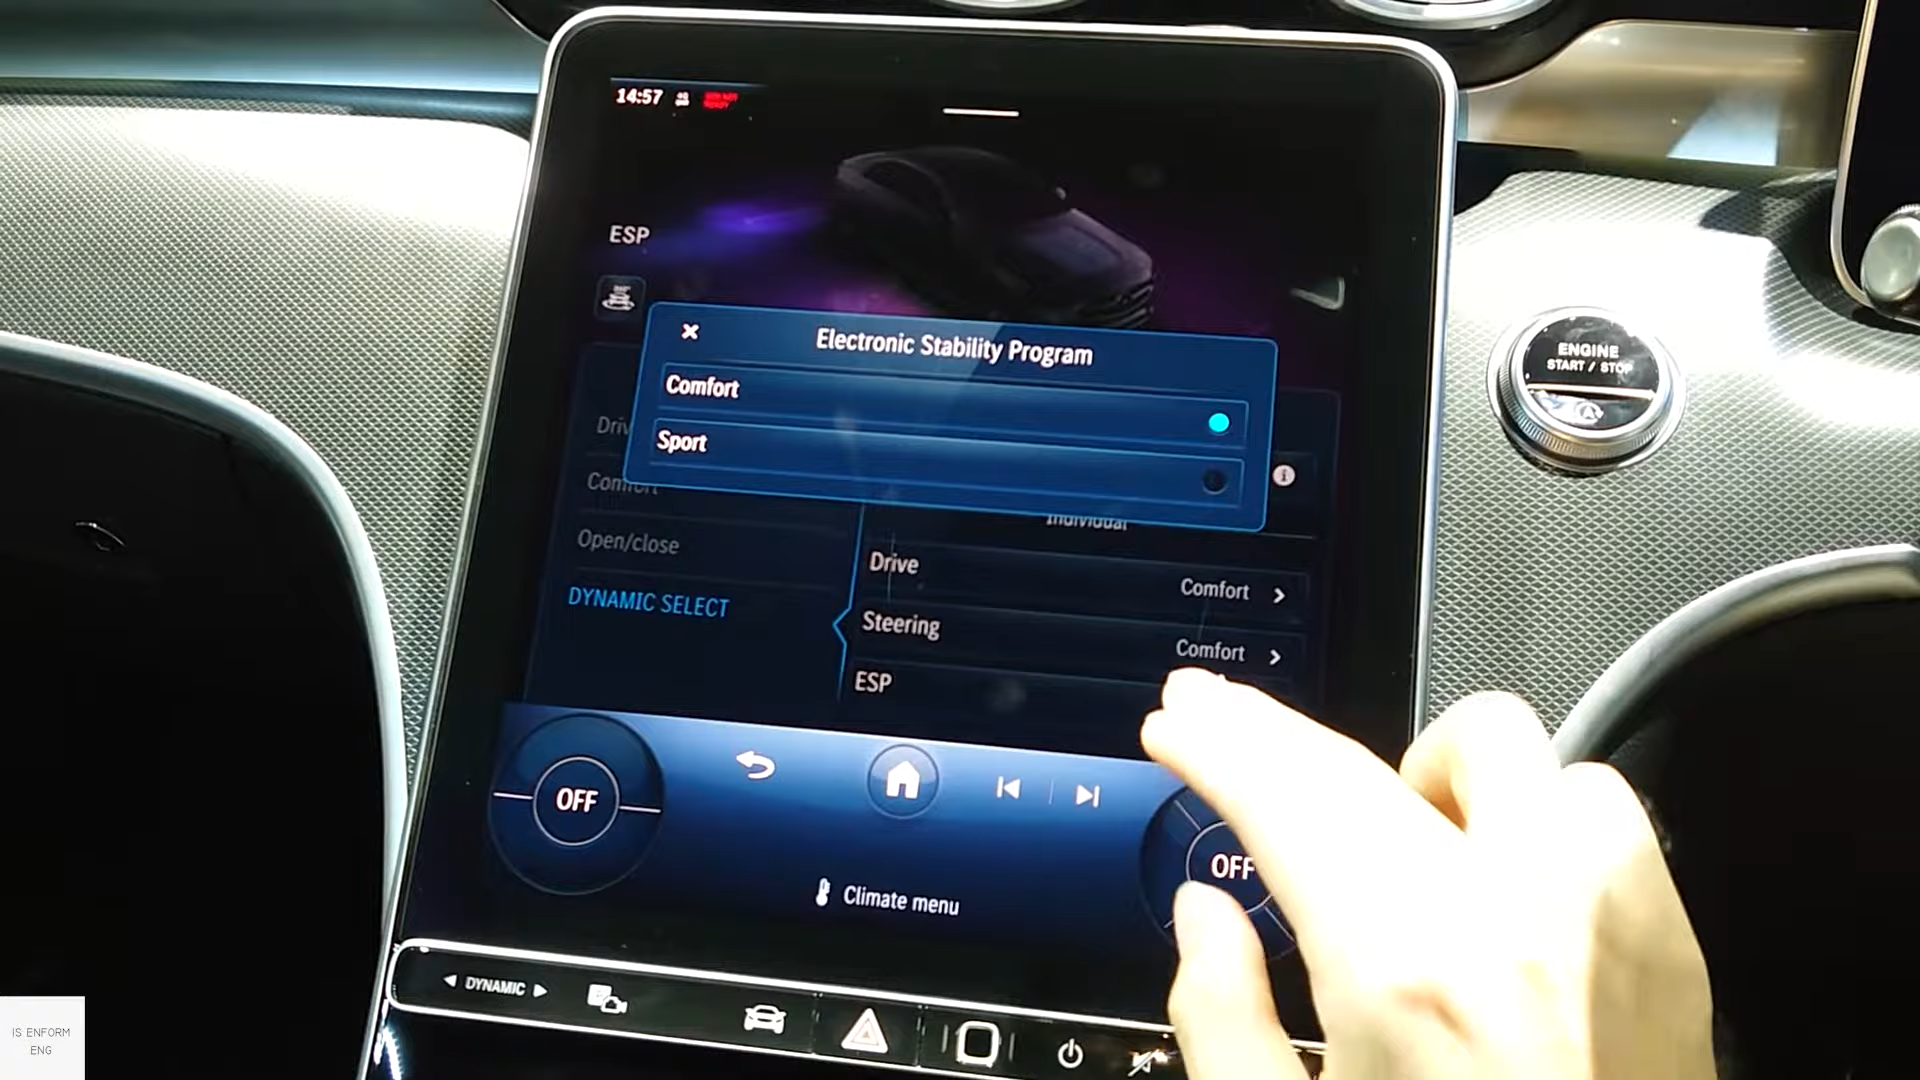 14:57
ESP
Electronic Stability Program
Comfort
Sport
Comfort
Individual
Open/close
Drive
Comfort
DYNAMIC SELECT
Steering
Comfort
ESP
OFF
OFF
Climate menu
DYNAMIC
ENGINE
START / STOP
IS ENFORM
ENG